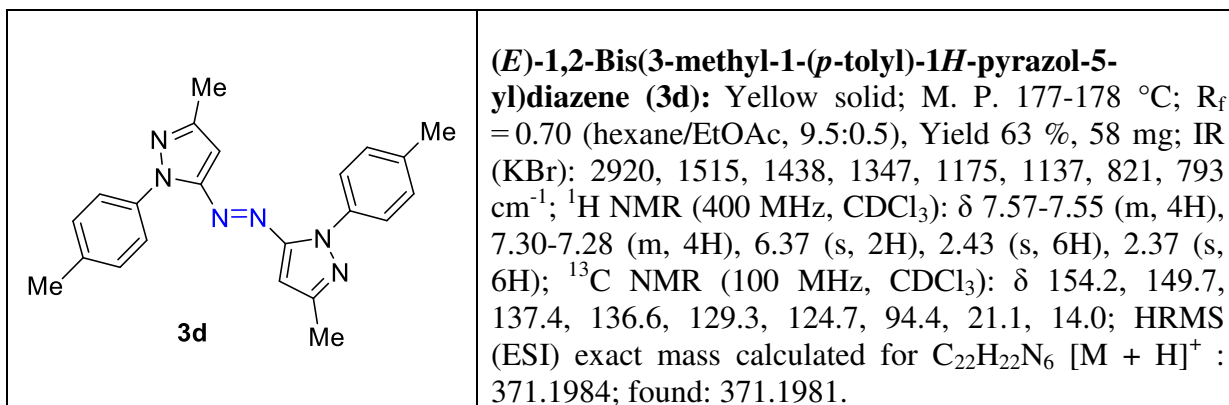 Me
N
N
Me
N=N
N
N
Me
Me
3d
(E)-1,2-Bis(3-methyl-1-(p-tolyl)-1H-pyrazol-5-
yl)diazene (3d): Yellow solid; M. P. 177-178 °C; Rf
= 0.70 (hexane/EtOAc, 9.5:0.5), Yield 63 %, 58 mg; IR
(KBr): 2920, 1515, 1438, 1347, 1175, 1137, 821, 793
cm-1; 1H NMR (400 MHz, CDCl3): δ 7.57-7.55 (m, 4H),
7.30-7.28 (m, 4H), 6.37 (s, 2H), 2.43 (s, 6H), 2.37 (s,
6H); 13C NMR (100 MHz, CDCl3): δ 154.2, 149.7,
137.4, 136.6, 129.3, 124.7, 94.4, 21.1, 14.0; HRMS
(ESI) exact mass calculated for C22H22N6 [M + H]+ :
371.1984; found: 371.1981.